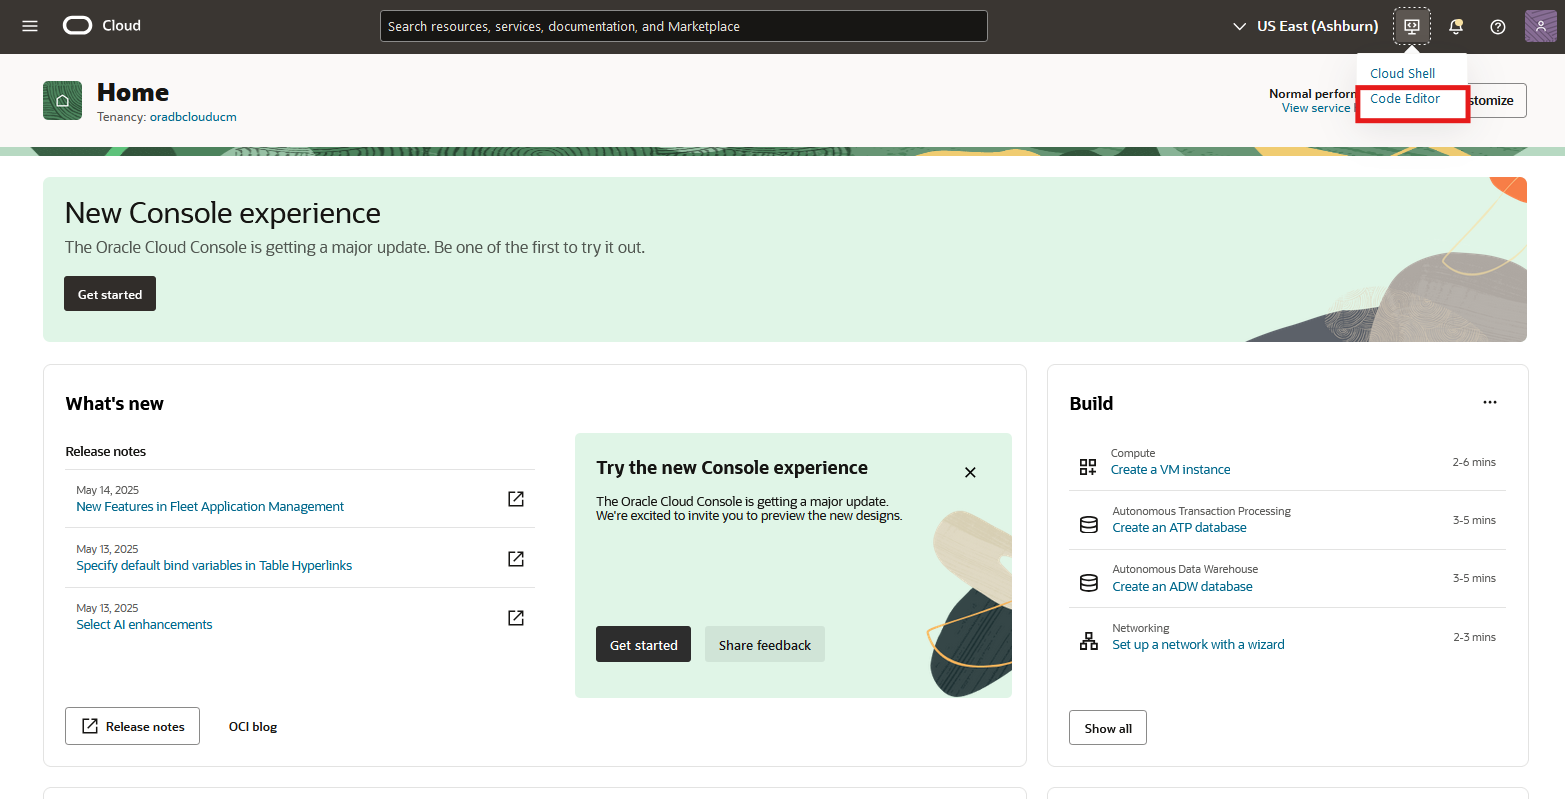 Cloud
Search resources, services, documentation, and Marketplace
US East (Ashburn)
Cloud Shell
Code Editor
Home
Tenancy: oradbclouducm
Normal perform
View service
stomize
New Console experience
The Oracle Cloud Console is getting a major update. Be one of the first to try it out.
Get started
What's new
Release notes
May 14, 2025
New Features in Fleet Application Management
May 13, 2025
Specify default bind variables in Table Hyperlinks
May 13, 2025
Select AI enhancements
Release notes
OCI blog
Try the new Console experience
The Oracle Cloud Console is getting a major update.
We're excited to invite you to preview the new designs.
Get started
Share feedback
Build
Compute
Create a VM instance
2-6 mins
Autonomous Transaction Processing
Create an ATP database
3-5 mins
Autonomous Data Warehouse
Create an ADW database
3-5 mins
Networking
Set up a network with a wizard
2-3 mins
Show all